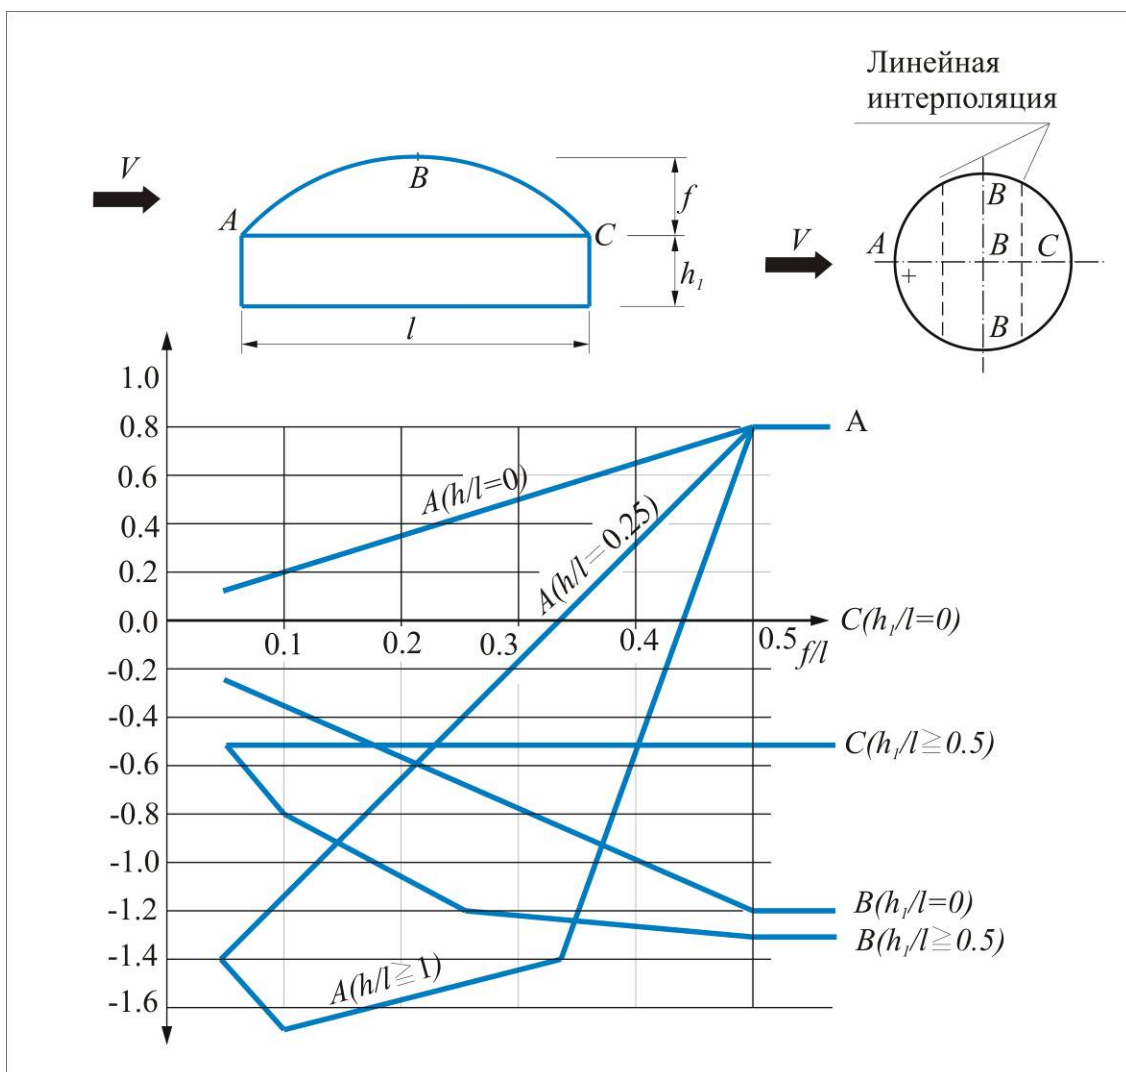 Линейная
интерполяция
V
B
f
A
C
h₁
l
V
A
B
B
C
+
B
1.0
0.8
A
0.6
A(h/l=0)
0.4
A(h/l=0.25)
0.2
0.0
C(h₁/l=0)
0.1
0.2
0.3
0.4
0.5
f/l
-0.2
-0.4
C(h₁/l≧0.5)
-0.6
-0.8
-1.0
-1.2
B(h₁/l=0)
B(h₁/l≧0.5)
-1.4
A(h/l≧1)
-1.6